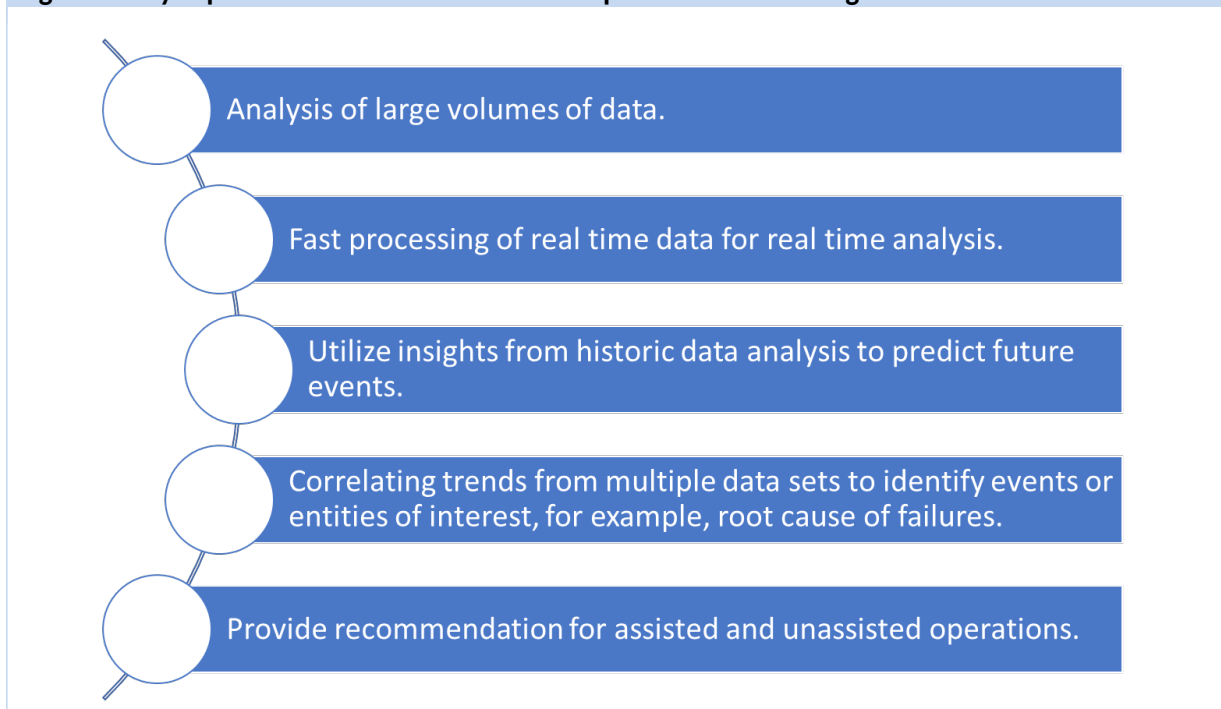 Analysis of large volumes of data.
Fast processing of real time data for real time analysis.
Utilize insights from historic data analysis to predict future
events.
Correlating trends from multiple data sets to identify events or
entities of interest, for example, root cause of failures.
Provide recommendation for assisted and unassisted operations.